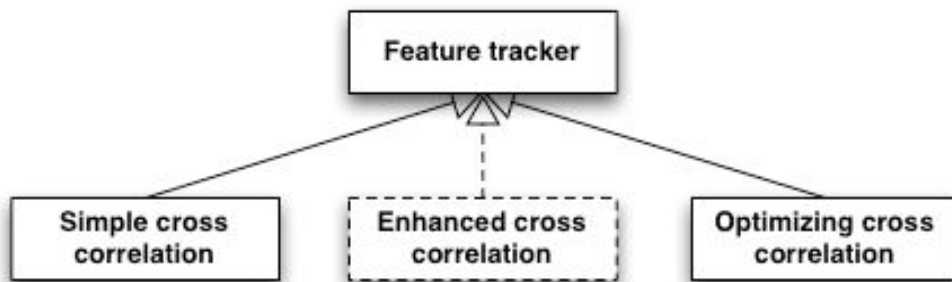 Feature tracker
Simple cross
correlation
Enhanced cross
correlation
Optimizing cross
correlation